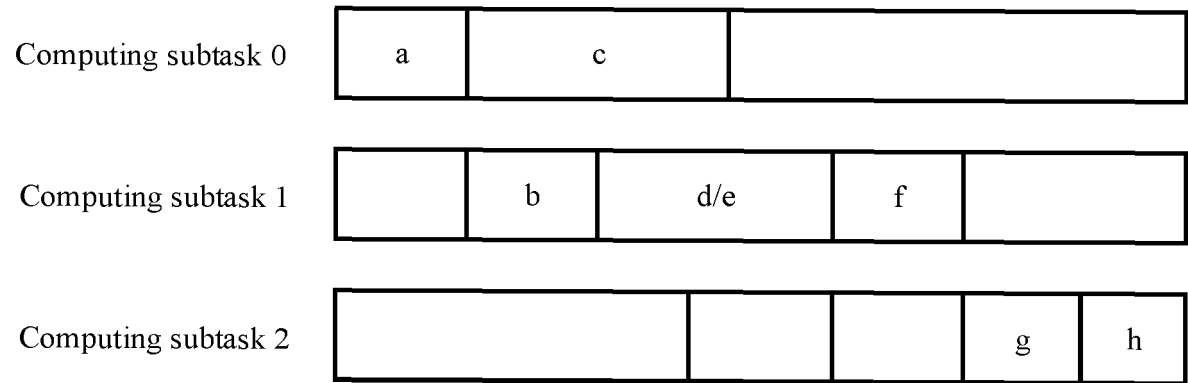 Computing subtask 0 a c
Computing subtask 1 b d/e f
Computing subtask 2 g h